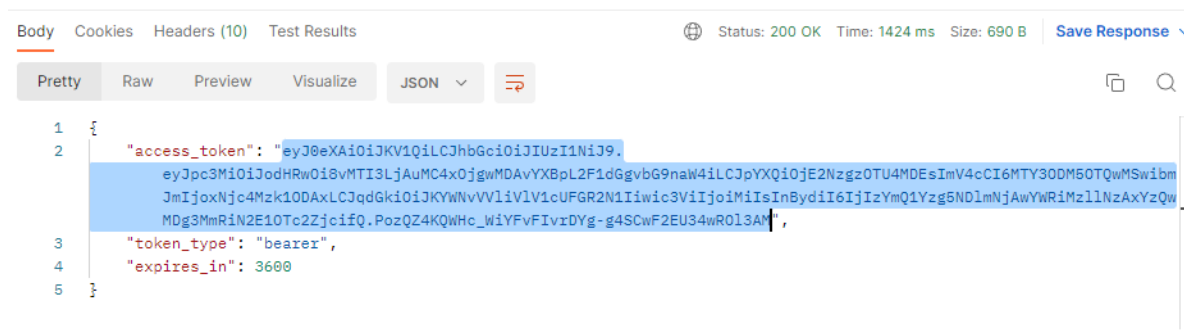 Body Cookies Headers (10) Test Results Status: 200 OK Time: 1424 ms Size: 690 B Save Response
Pretty Raw Preview Visualize JSON
1 {
2 "access_token": "eyJ0eXAiOiJKV1QiLCJhbGciOiJIUzI1NiJ9.
eyJpc3MiOiJodHRwOi8vMTI3LjAuMC4xOjgwMDAvYXBpL2F1dGgvbG9naW4iLCJpYXQiOjE2NzgzOTU4MDEsImV4cCI6MTY3ODM5OTQwMSwibm
JmIjoxNjc4Mzk1ODAxLCJqdGkiOiJKYWNvVVliVlV1cUFGR2N1Iiwic3ViIjoiMiIsInBydiI6IjIzYmQ1Yzg5NDlmNjAwYWRiMzllNzAxYzQw
MDg3MmRiN2E1OTc2ZjcifQ.PozQZ4KQWHc_WiYFvFIvrDYg-g4SCwF2EU34wROl3AM",
3 "token_type": "bearer",
4 "expires_in": 3600
5 }